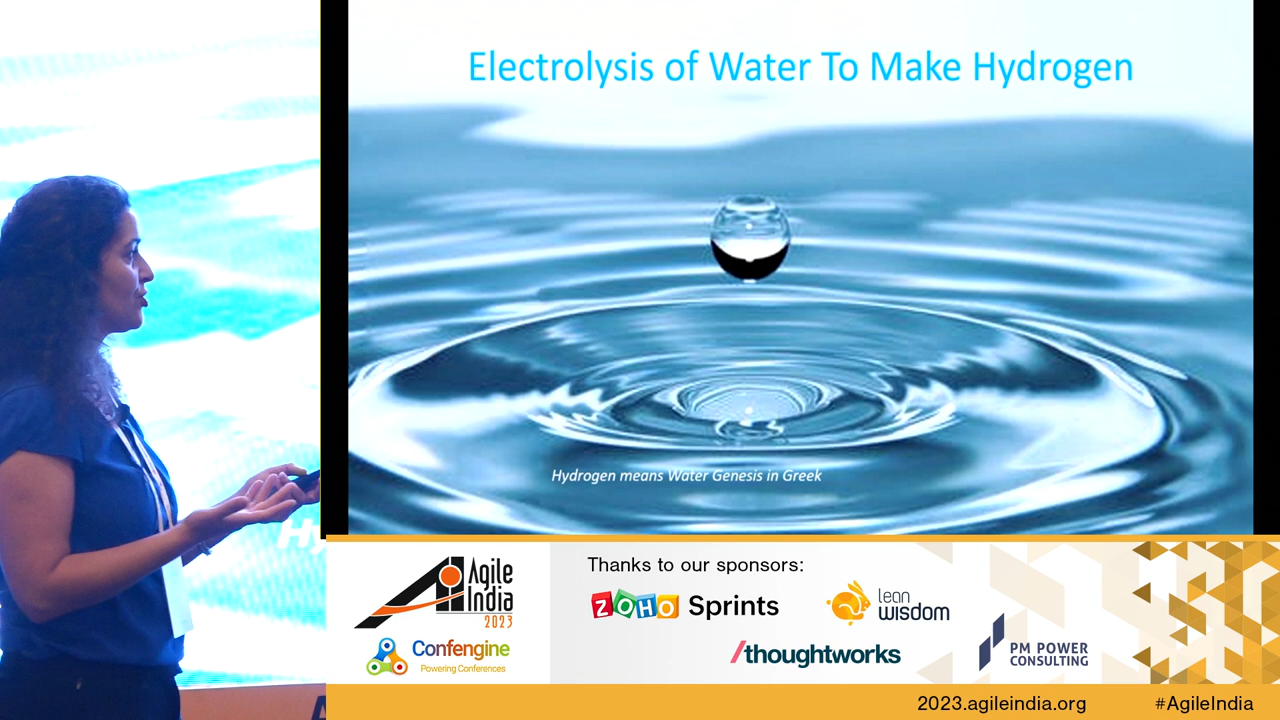 Electrolysis of Water To Make Hydrogen
Hydrogen means Water Genesis in Greek
Hy
A
Agile
India
2023
Confengine
Powering Conferences
Thanks to our sponsors:
ZOHO Sprints
lean
wisdom
/thoughtworks
PM POWER
CONSULTING
2023.agileindia.org
#AgileIndia